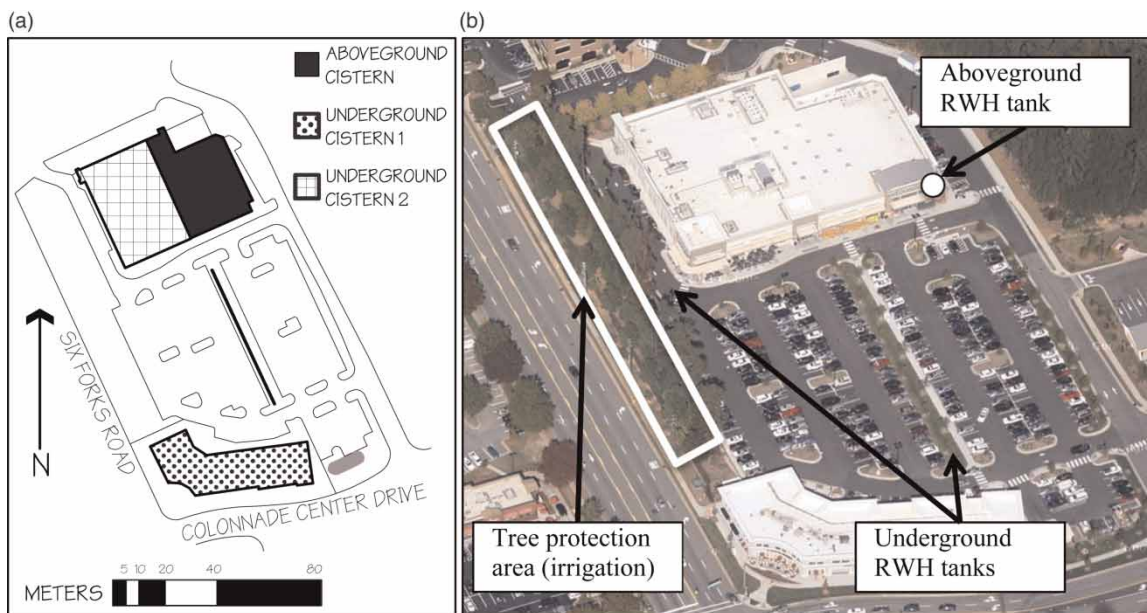 (a)
ABOVEGROUND
CISTERN
UNDERGROUND
CISTERN 1
UNDERGROUND
CISTERN 2
SIX FORKS ROAD
N
COLONNADE CENTER DRIVE
METERS
5 10 20 40 80
(b)
Aboveground
RWH tank
Tree protection
area (irrigation)
Underground
RWH tanks